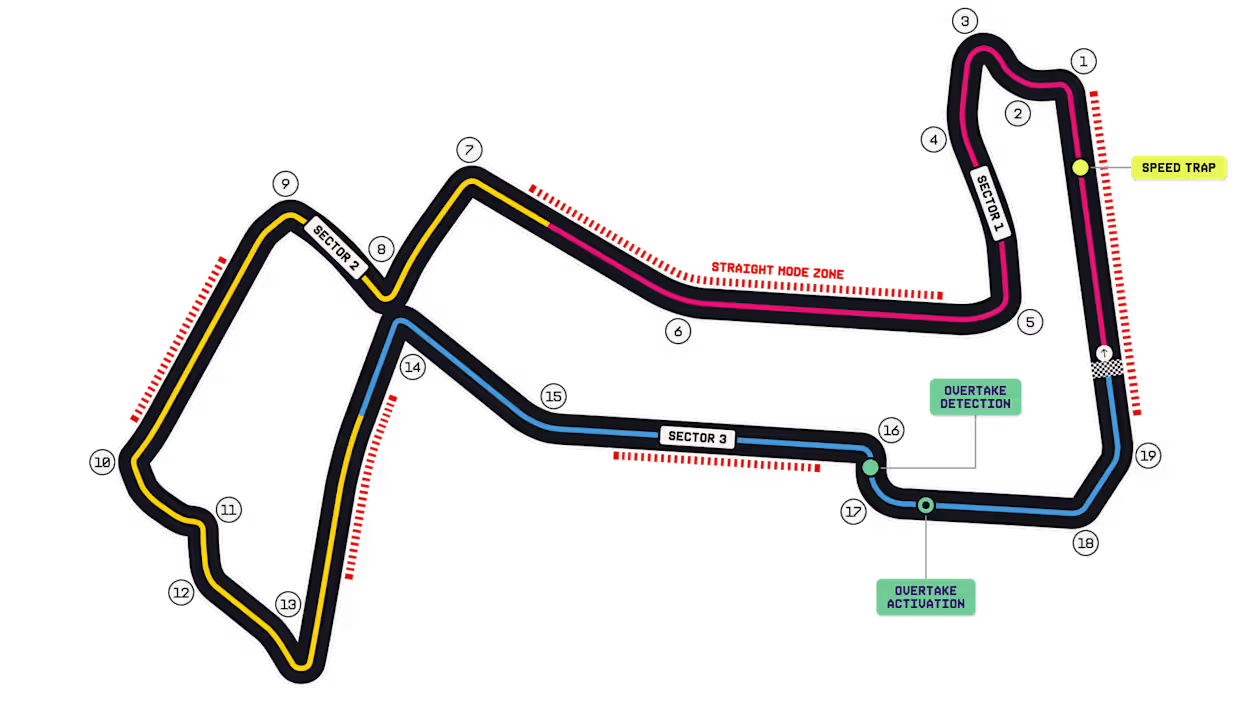 3
1
2
4
7
SPEED TRAP
9
SECTOR 1
8
SECTOR 2
STRAIGHT MODE ZONE
5
6
↑
14
OVERTAKE
DETECTION
15
16
SECTOR 3
19
10
11
17
18
12
13
OVERTAKE
ACTIVATION